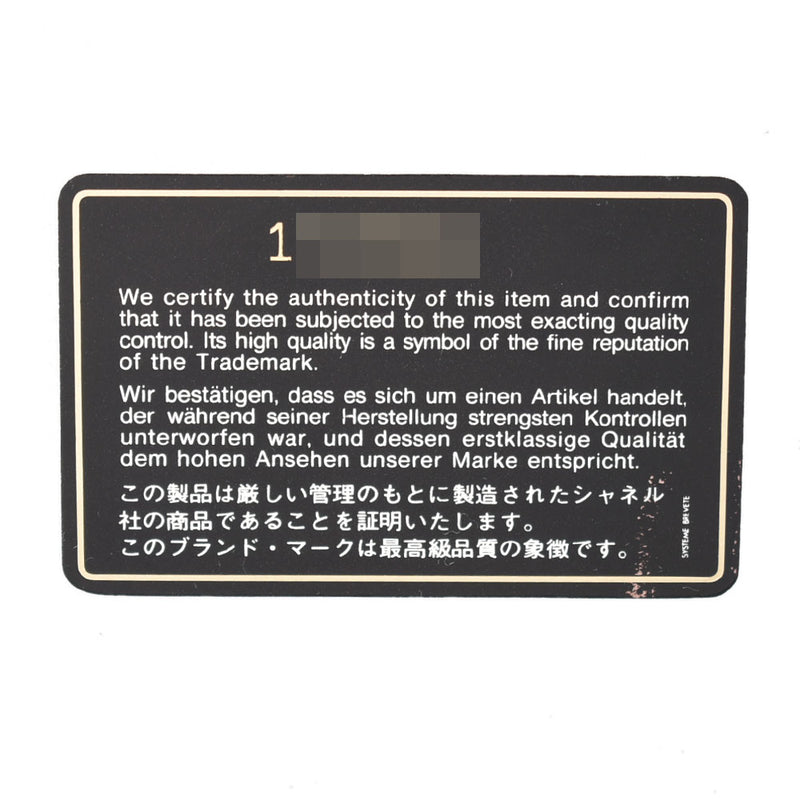 1
We certify the authenticity of this item and confirm
that it has been subjected to the most exacting quality
control. Its high quality is a symbol of the fine reputation
of the Trademark.
Wir bestätigen, dass es sich um einen Artikel handelt,
der während seiner Herstellung strengsten Kontrollen
unterworfen war, und dessen erstklassige Qualität
dem hohen Ansehen unserer Marke entspricht.
この製品は厳しい管理のもとに製造されたシャネル
社の商品であることを証明いたします。
このブランド・マークは最高級品質の象徴です。
SYSTEME BREVETE